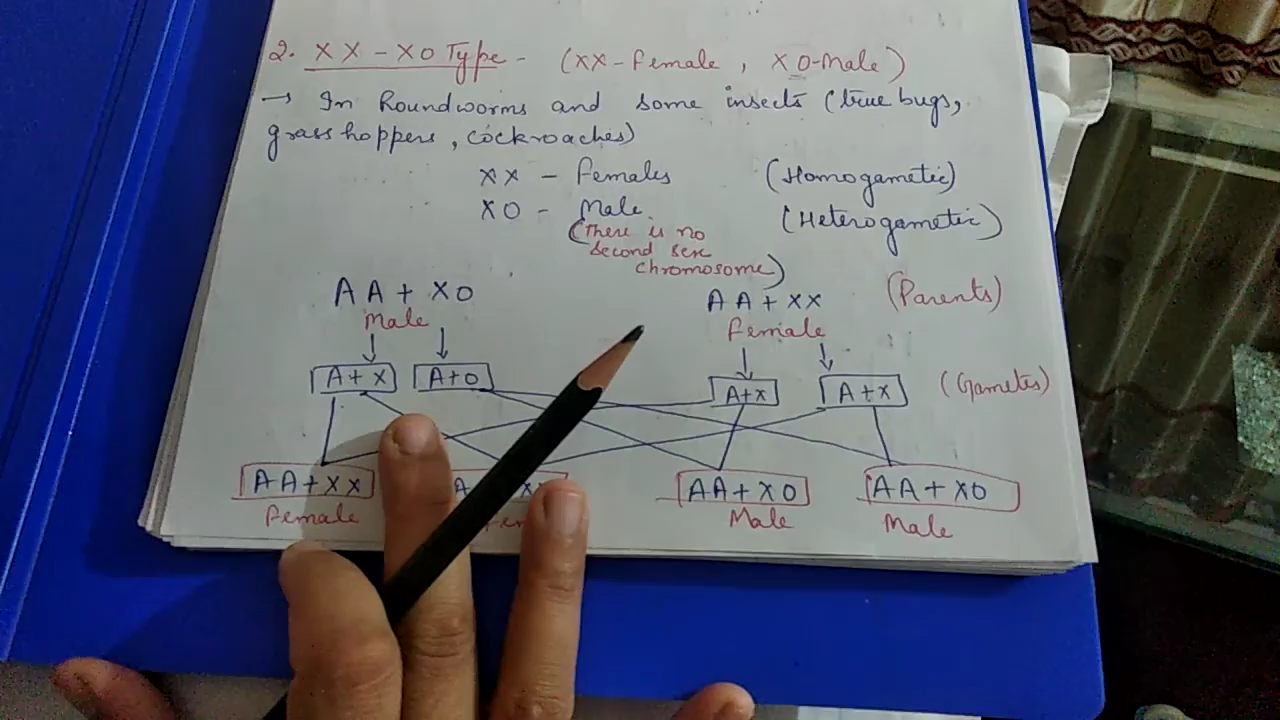 2. XX - XO Type - (XX - Female, XO - Male)
→ In Roundworms and some insects (true bugs,
grasshoppers, cockroaches)
XX - Females (Homogametic)
XO - Male (Heterogametic)
(There is no
second sex
chromosome)
AA + XO AA + XX (Parents)
Male Female
A + X A + O A + X A + X (Gametes)
AA + XX AA + XO AA + XO
Female Male Male